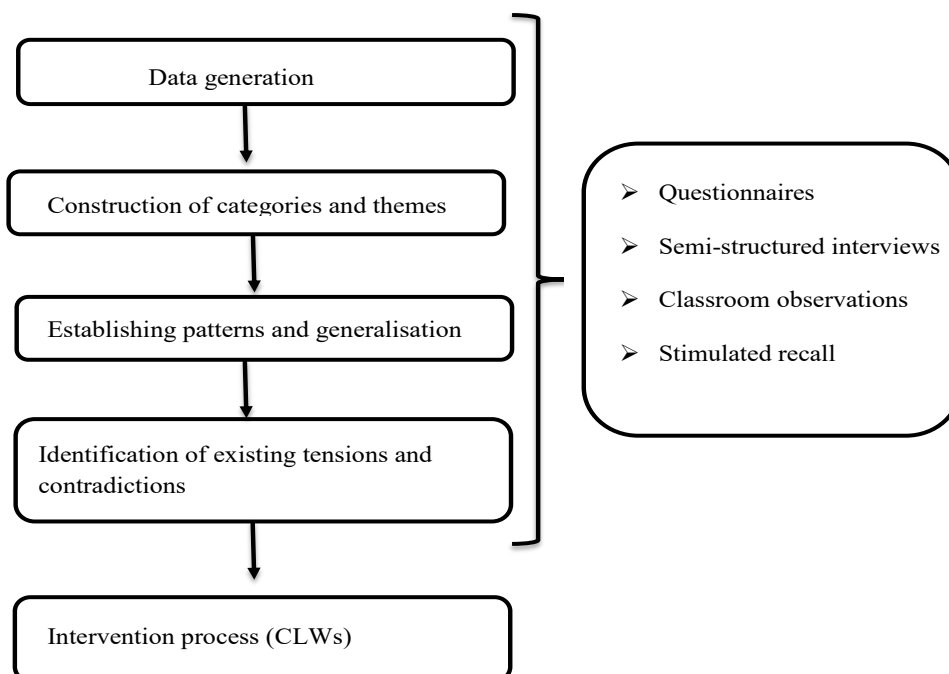 Data generation
Construction of categories and themes
Establishing patterns and generalisation
Identification of existing tensions and
contradictions
Intervention process (CLWs)
➢ Questionnaires
➢ Semi-structured interviews
➢ Classroom observations
➢ Stimulated recall